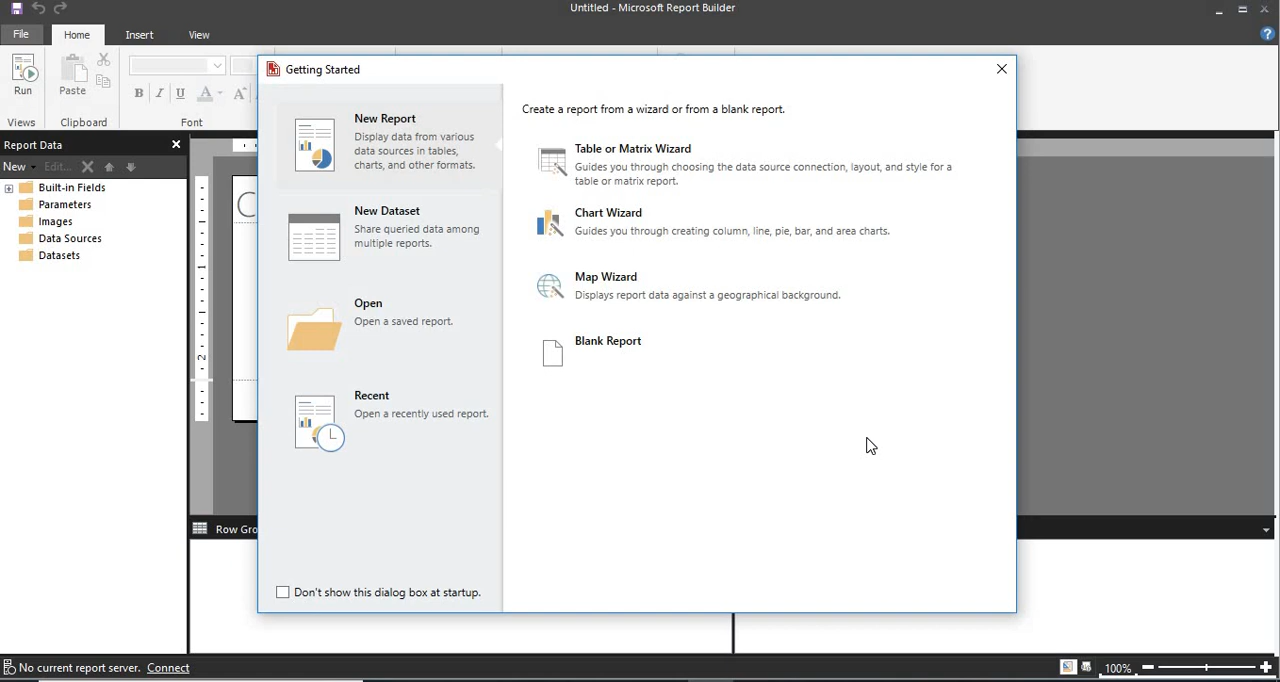 Untitled - Microsoft Report Builder
File
Home
Insert
View
Run
Paste
B I U A A
Views
Clipboard
Font
Report Data
New
Edit...
Built-in Fields
Parameters
Images
Data Sources
Datasets
Getting Started
New Report
Display data from various
data sources in tables,
charts, and other formats.
New Dataset
Share queried data among
multiple reports.
Open
Open a saved report.
Recent
Open a recently used report.
Don't show this dialog box at startup.
Create a report from a wizard or from a blank report.
Table or Matrix Wizard
Guides you through choosing the data source connection, layout, and style for a
table or matrix report.
Chart Wizard
Guides you through creating column, line, pie, bar, and area charts.
Map Wizard
Displays report data against a geographical background.
Blank Report
1
2
Row Gro
No current report server. Connect
100%